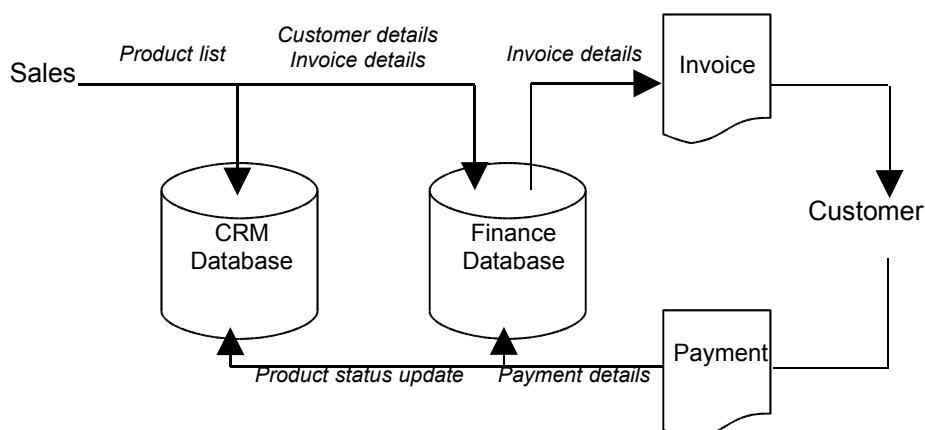 Customer details
Product list
Invoice details
Invoice details
Invoice
Sales
Customer
CRM
Database
Finance
Database
Payment
Product status update
Payment details